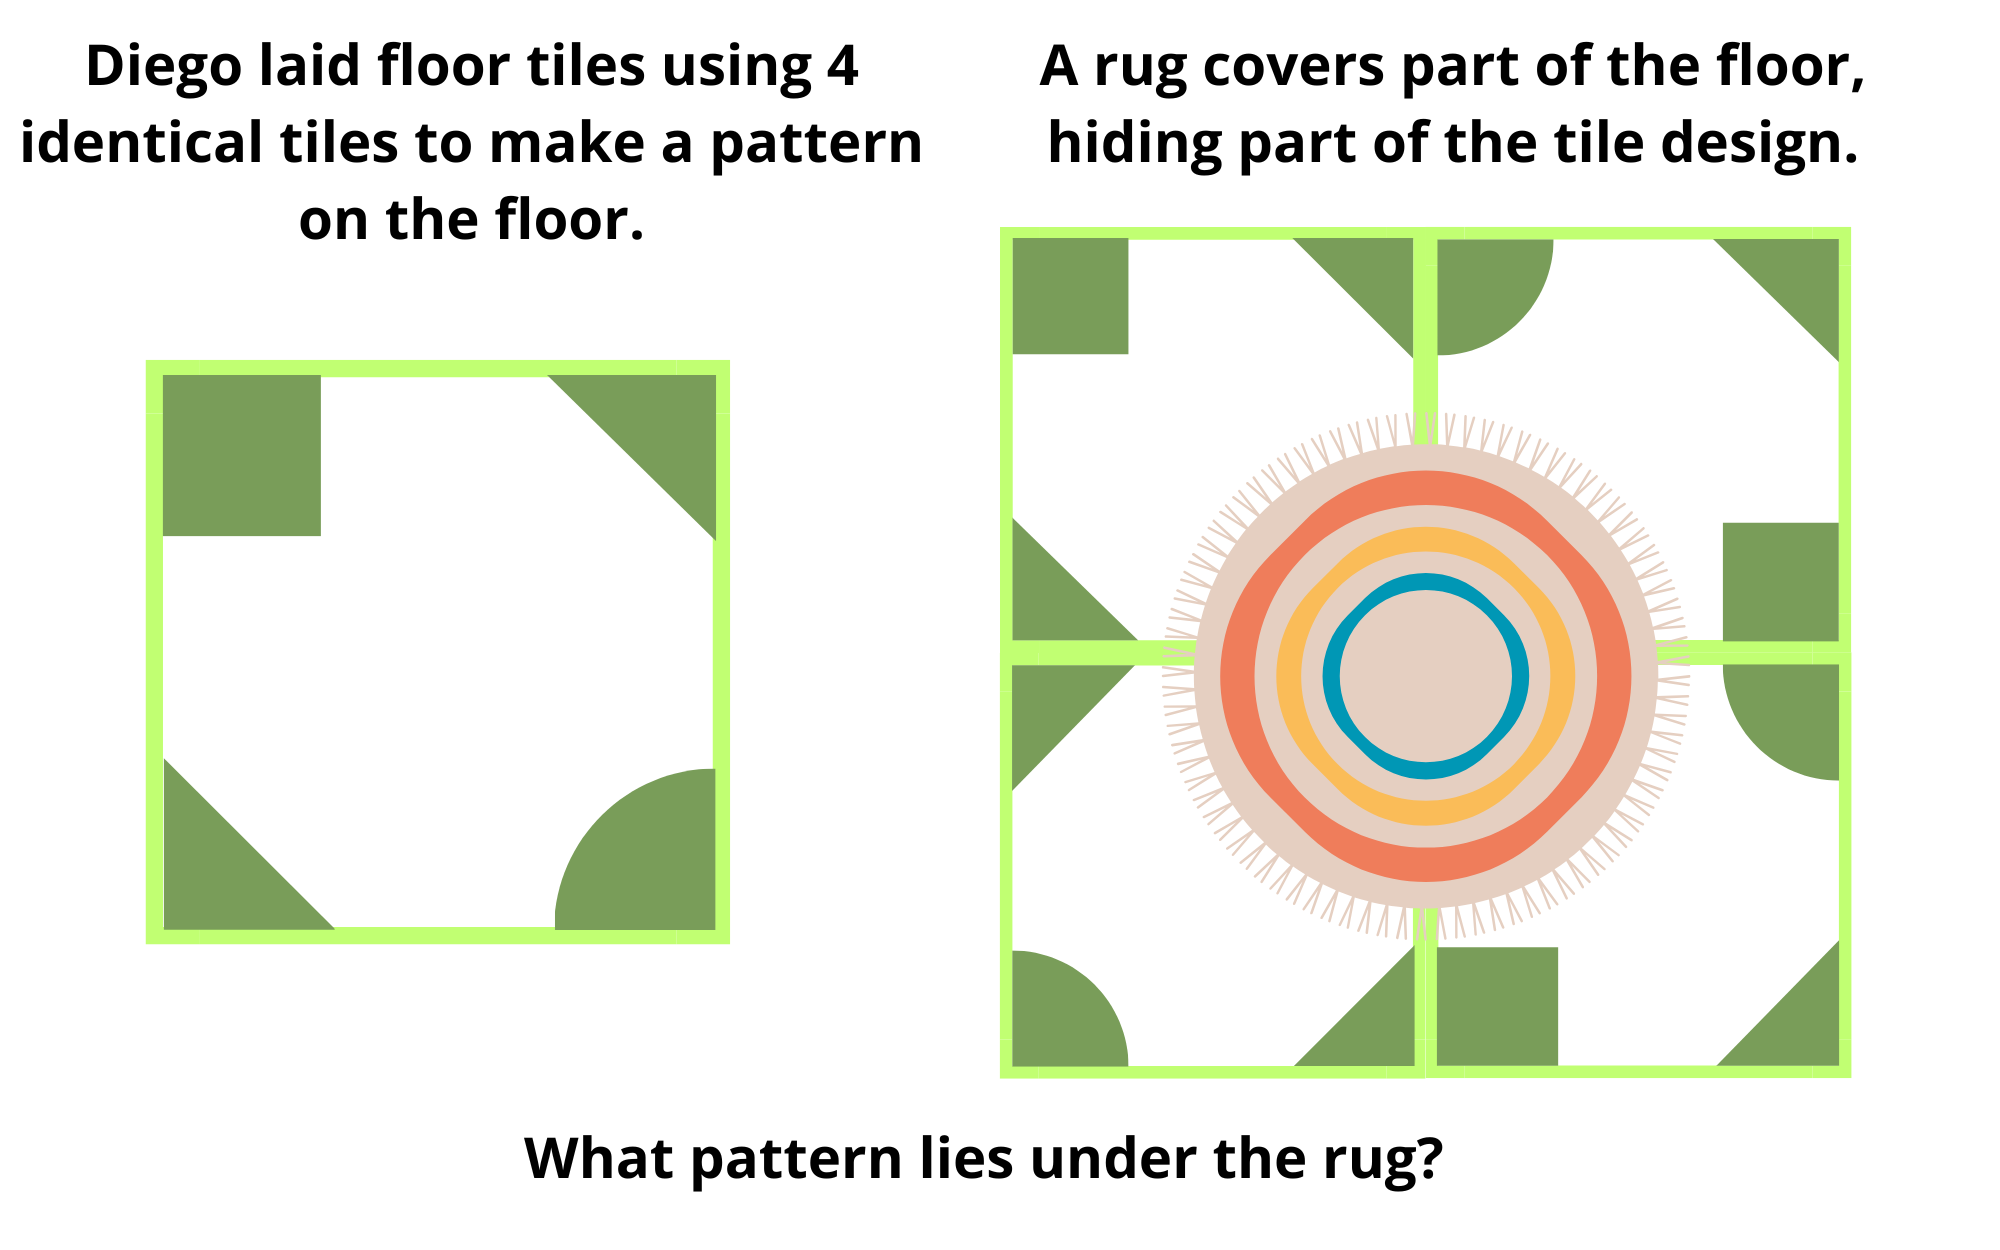 Diego laid floor tiles using 4
identical tiles to make a pattern
on the floor.
A rug covers part of the floor,
hiding part of the tile design.
What pattern lies under the rug?